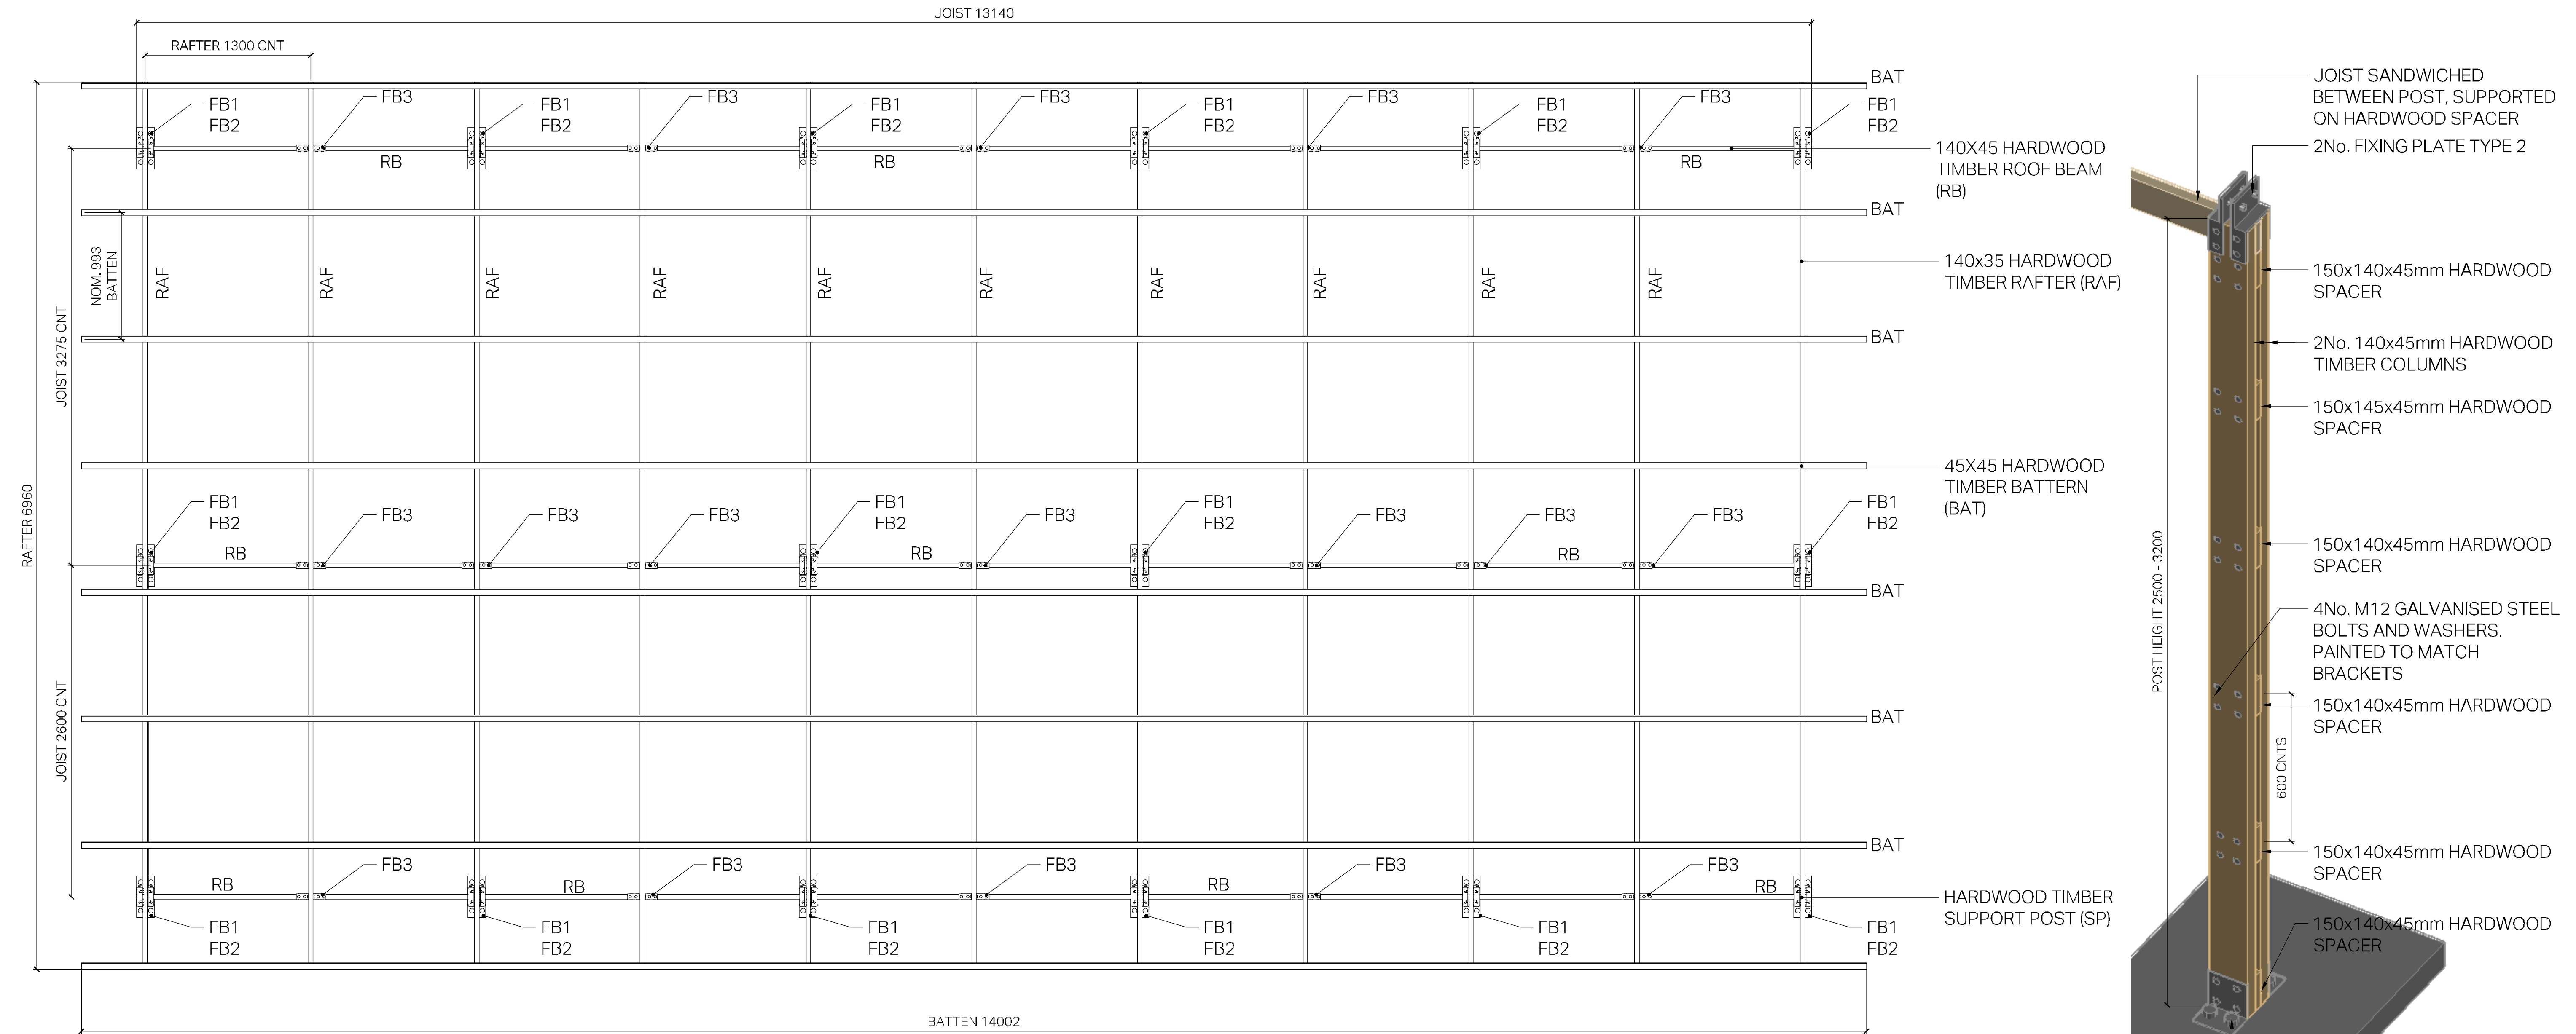 JOIST 13140
RAFTER 1300 CNT
BAT
FB1
FB2
FB3
FB1
FB2
FB3
FB1
FB2
FB3
FB1
FB2
FB3
FB1
FB2
FB3
FB1
FB2
RB
RB
RB
140X45 HARDWOOD
TIMBER ROOF BEAM
(RB)
BAT
NOM. 993
BATTEN
RAF
RAF
RAF
RAF
RAF
RAF
RAF
RAF
RAF
RAF
140x35 HARDWOOD
TIMBER RAFTER (RAF)
JOIST 3275 CNT
BAT
45X45 HARDWOOD
TIMBER BATTERN
(BAT)
RAFTER 6960
FB1
FB2
FB3
FB3
FB3
FB1
FB2
FB3
FB1
FB2
FB3
FB3
FB3
FB1
FB2
RB
RB
RB
BAT
JOIST 2600 CNT
BAT
BAT
RB
FB3
RB
FB3
FB3
RB
FB3
FB3
RB
HARDWOOD TIMBER
SUPPORT POST (SP)
FB1
FB2
FB1
FB2
FB1
FB2
FB1
FB2
FB1
FB2
FB1
FB2
BATTEN 14002
JOIST SANDWICHED
BETWEEN POST, SUPPORTED
ON HARDWOOD SPACER
2No. FIXING PLATE TYPE 2
150x140x45mm HARDWOOD
SPACER
2No. 140x45mm HARDWOOD
TIMBER COLUMNS
150x145x45mm HARDWOOD
SPACER
150x140x45mm HARDWOOD
SPACER
4No. M12 GALVANISED STEEL
BOLTS AND WASHERS.
PAINTED TO MATCH
BRACKETS
150x140x45mm HARDWOOD
SPACER
POST HEIGHT 2500 - 3200
600 CNTS
150x140x45mm HARDWOOD
SPACER
150x140x45mm HARDWOOD
SPACER